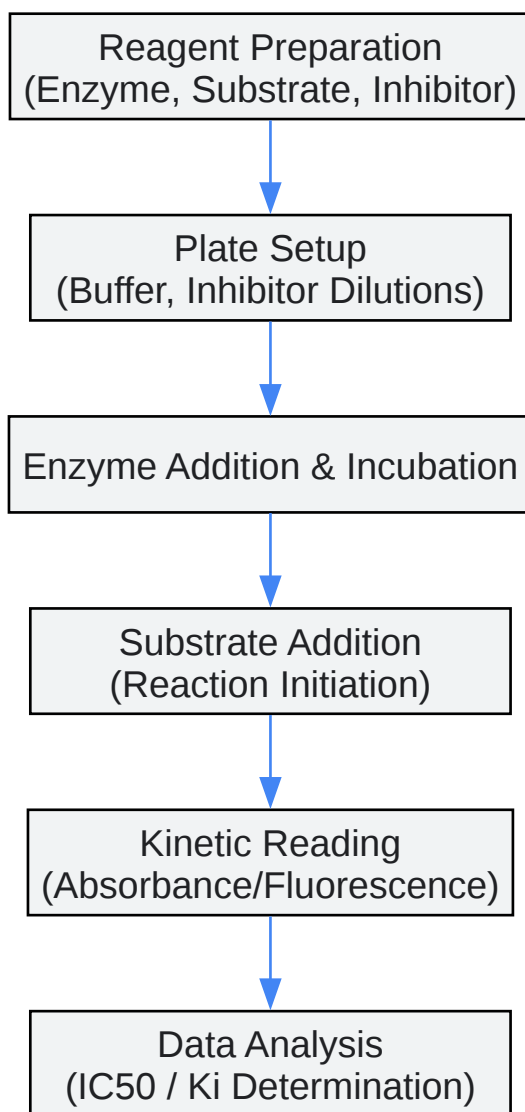 Reagent Preparation
(Enzyme, Substrate, Inhibitor)
Plate Setup
(Buffer, Inhibitor Dilutions)
Enzyme Addition & Incubation
Substrate Addition
(Reaction Initiation)
Kinetic Reading
(Absorbance/Fluorescence)
Data Analysis
(IC50 / Ki Determination)